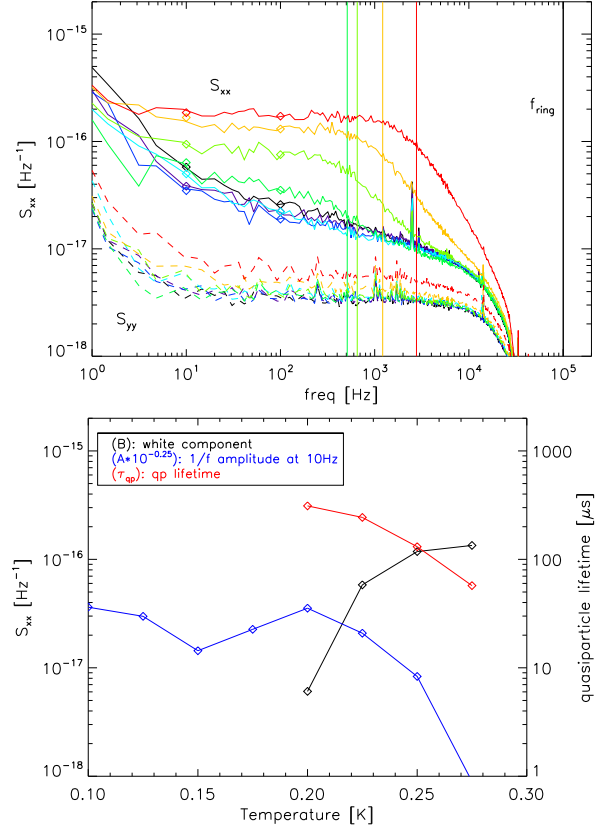 10⁻¹⁵
10⁻¹⁶
10⁻¹⁷
10⁻¹⁸
S_xx [Hz⁻¹]
S_xx
f_ring
S_yy
10⁰ 10¹ 10² 10³ 10⁴ 10⁵
freq [Hz]
(B): white component
(A*10⁻⁰·²⁵): 1/f amplitude at 10Hz
(τ_qp): qp lifetime
10⁻¹⁵
10⁻¹⁶
10⁻¹⁷
10⁻¹⁸
S_xx [Hz⁻¹]
1000
100
10
1
quasiparticle lifetime [μs]
0.10 0.15 0.20 0.25 0.30
Temperature [K]